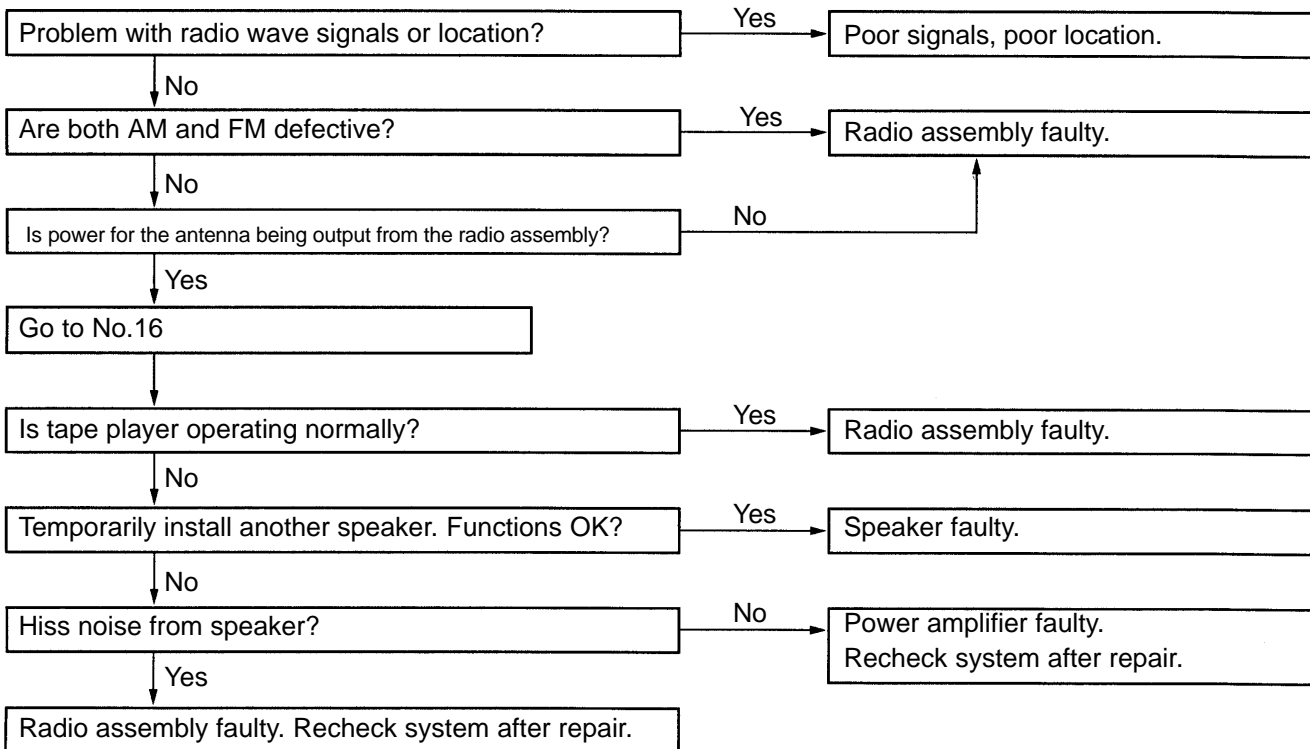 Problem with radio wave signals or location?
Yes
Poor signals, poor location.
No
Are both AM and FM defective?
Yes
Radio assembly faulty.
No
Is power for the antenna being output from the radio assembly?
No
Yes
Go to No.16
Is tape player operating normally?
Yes
Radio assembly faulty.
No
Temporarily install another speaker. Functions OK?
Yes
Speaker faulty.
No
Hiss noise from speaker?
No
Power amplifier faulty.
Recheck system after repair.
Yes
Radio assembly faulty. Recheck system after repair.